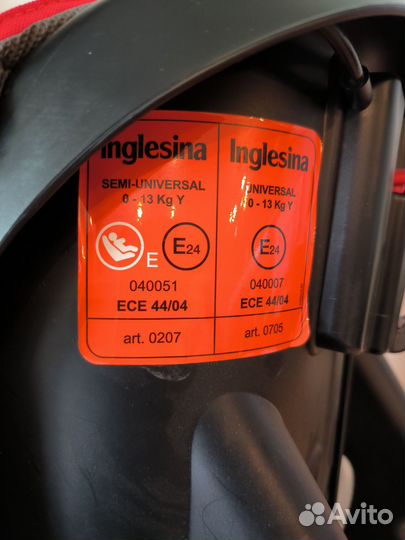 Inglesina
SEMI-UNIVERSAL
0 - 13 Kg Y
E
E24
040051
ECE 44/04
art. 0207
Inglesina
UNIVERSAL
0 - 13 Kg Y
E24
040007
ECE 44/04
art. 0705
Avito